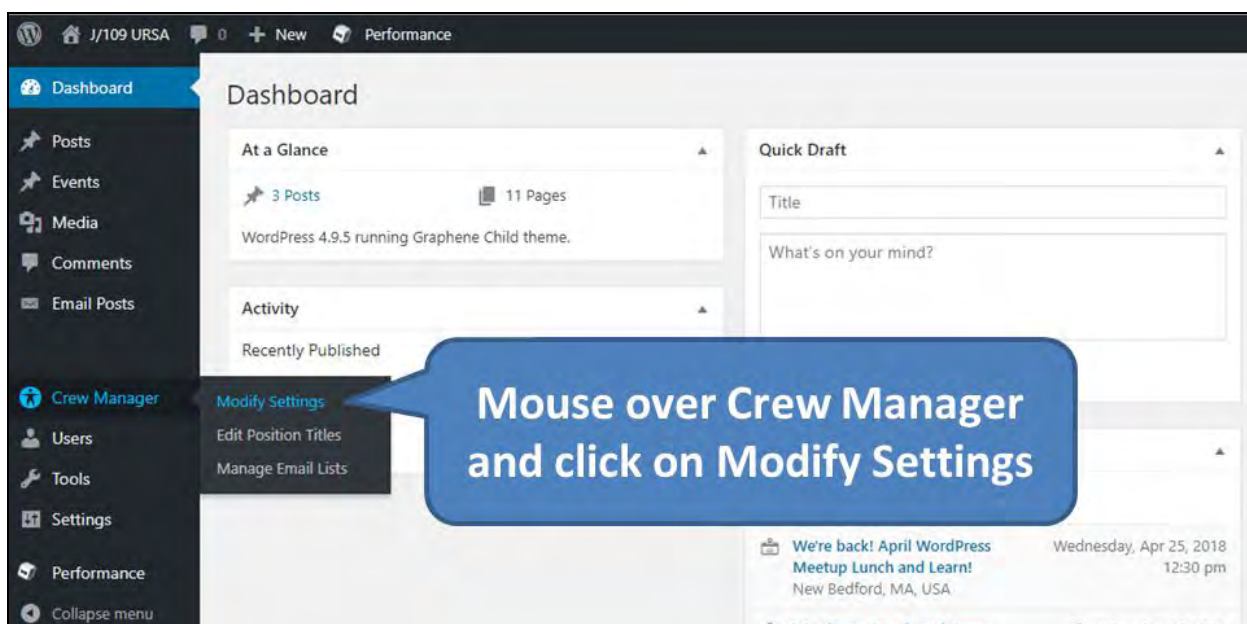 J/109 URSA 0 + New Performance
Dashboard
Posts
Events
Media
Comments
Email Posts
Crew Manager
Users
Tools
Settings
Performance
Collapse menu
Modify Settings
Edit Position Titles
Manage Email Lists
Dashboard
At a Glance
3 Posts 11 Pages
WordPress 4.9.5 running Graphene Child theme.
Activity
Recently Published
Quick Draft
Title
What's on your mind?
Mouse over Crew Manager
and click on Modify Settings
We're back! April WordPress Wednesday, Apr 25, 2018
Meetup Lunch and Learn! 12:30 pm
New Bedford, MA, USA